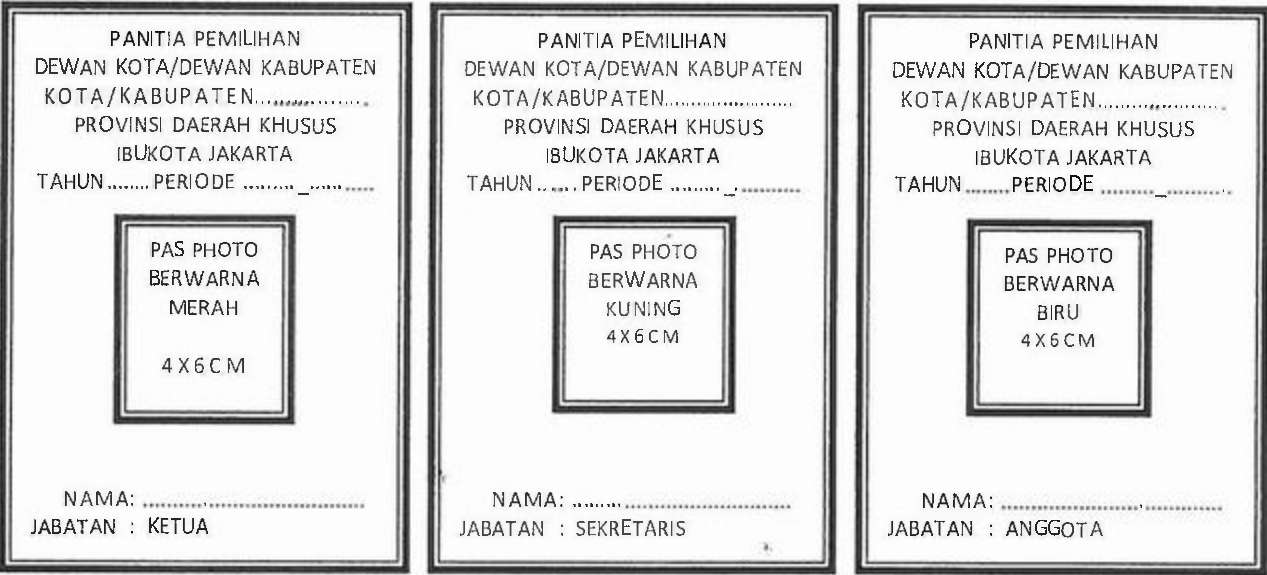 PANITIA PEMILIHAN
DEWAN KOTA/DEWAN KABUPATEN
KOTA/KABUPATEN....................
PROVINSI DAERAH KHUSUS
IBUKOTA JAKARTA
TAHUN........ PERIODE ........._...........
PAS PHOTO
BERWARNA
MERAH
4X6CM
NAMA: ....................................
JABATAN : KETUA
PANITIA PEMILIHAN
DEWAN KOTA/DEWAN KABUPATEN
KOTA/KABUPATEN.......................
PROVINSI DAERAH KHUSUS
IBUKOTA JAKARTA
TAHUN....... PERIODE ........._...........
PAS PHOTO
BERWARNA
KUNING
4X6CM
NAMA: ....................................
JABATAN : SEKRETARIS
PANITIA PEMILIHAN
DEWAN KOTA/DEWAN KABUPATEN
KOTA/KABUPATEN.......................
PROVINSI DAERAH KHUSUS
IBUKOTA JAKARTA
TAHUN........PERIODE ........._...........
PAS PHOTO
BERWARNA
BIRU
4X6CM
NAMA: ....................................
JABATAN : ANGGOTA